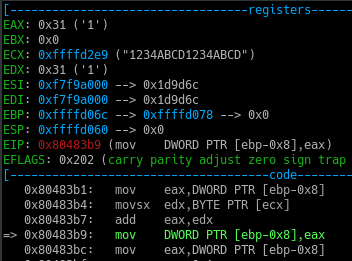 [----------------------------------registers-----
EAX: 0x31 ('1')
EBX: 0x0
ECX: 0xffffd2e9 ("1234ABCD1234ABCD")
EDX: 0x31 ('1')
ESI: 0xf7f9a000 --> 0x1d9d6c
EDI: 0xf7f9a000 --> 0x1d9d6c
EBP: 0xffffd06c --> 0xffffd078 --> 0x0
ESP: 0xffffd060 --> 0x0
EIP: 0x80483b9 (mov    DWORD PTR [ebp-0x8],eax)
EFLAGS: 0x202 (carry parity adjust zero sign trap
[-------------------------------------code-------
   0x80483b1:   mov    eax,DWORD PTR [ebp-0x8]
   0x80483b4:   movsx  edx,BYTE PTR [ecx]
   0x80483b7:   add    eax,edx
=> 0x80483b9:   mov    DWORD PTR [ebp-0x8],eax
   0x80483bc:   mov    eax,DWORD PTR [ebp-0x8]